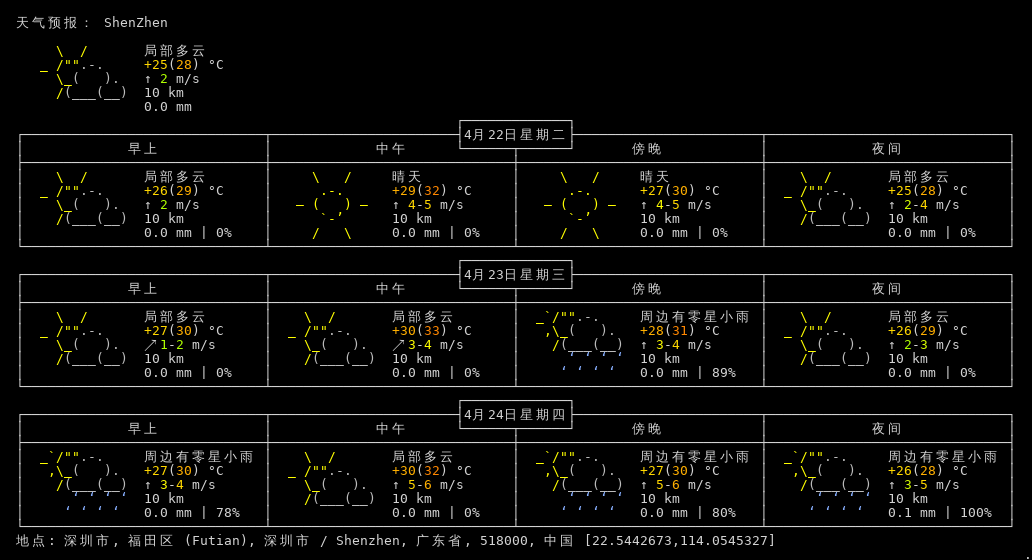 天气预报： ShenZhen
局部多云
+25(28) °C
↑ 2 m/s
10 km
0.0 mm
4月22日星期二
早上 中午 傍晚 夜间
局部多云 晴天 晴天 局部多云
+26(29) °C +29(32) °C +27(30) °C +25(28) °C
↑ 2 m/s ↑ 4-5 m/s ↑ 4-5 m/s ↑ 2-4 m/s
10 km 10 km 10 km 10 km
0.0 mm | 0% 0.0 mm | 0% 0.0 mm | 0% 0.0 mm | 0%
4月23日星期三
早上 中午 傍晚 夜间
局部多云 局部多云 周边有零星小雨 局部多云
+27(30) °C +30(33) °C +28(31) °C +26(29) °C
↗ 1-2 m/s ↗ 3-4 m/s ↑ 3-4 m/s ↑ 2-3 m/s
10 km 10 km 10 km 10 km
0.0 mm | 0% 0.0 mm | 0% 0.0 mm | 89% 0.0 mm | 0%
4月24日星期四
早上 中午 傍晚 夜间
周边有零星小雨 局部多云 周边有零星小雨 周边有零星小雨
+27(30) °C +30(32) °C +27(30) °C +26(28) °C
↑ 3-4 m/s ↑ 5-6 m/s ↑ 5-6 m/s ↑ 3-5 m/s
10 km 10 km 10 km 10 km
0.0 mm | 78% 0.0 mm | 0% 0.0 mm | 80% 0.1 mm | 100%
地点: 深圳市, 福田区 (Futian), 深圳市 / Shenzhen, 广东省, 518000, 中国 [22.5442673,114.0545327]